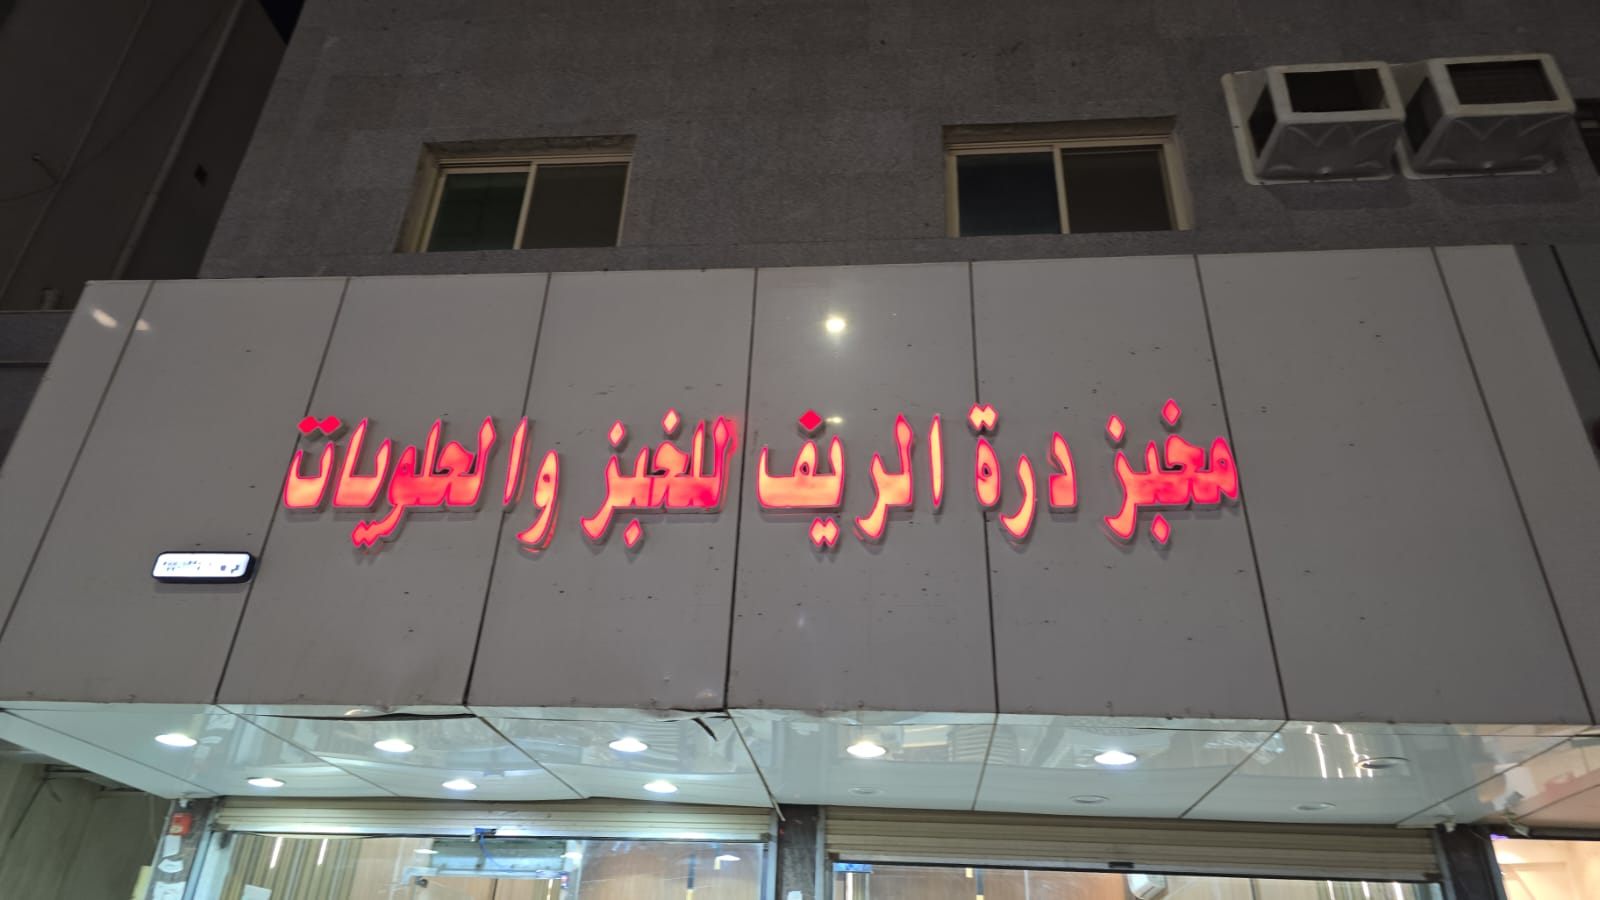 مخبز درة الريف للخبز والحلويات